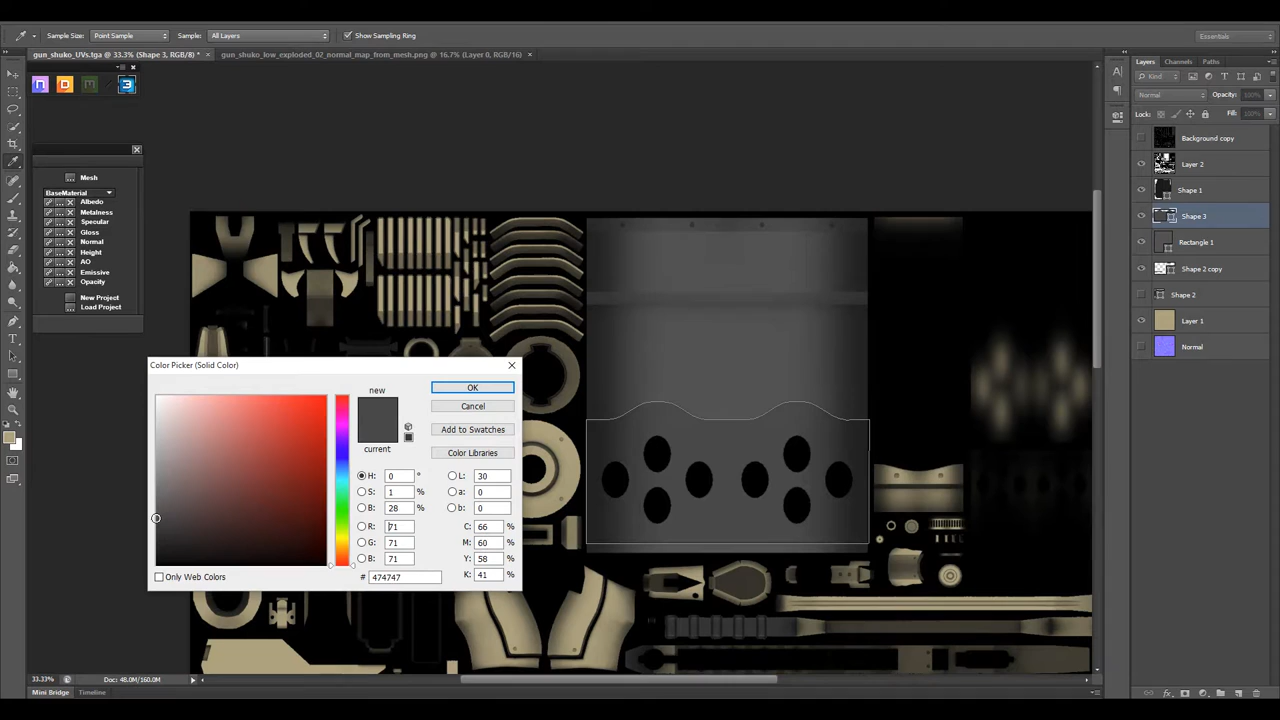 Sample Size: Point Sample Sample: All Layers Show Sampling Ring Essentials
gun_shuko_UVs.tga @ 33.3% (Shape 3, RGB/8) * × gun_shuko_low_exploded_02_normal_map_from_mesh.png @ 16.7% (Layer 0, RGB/16) ×
Layers Channels Paths
Kind
Normal Opacity: 100%
Lock: Fill: 100%
Background copy
Layer 2
Shape 1
Shape 3
Rectangle 1
Shape 2 copy
Shape 2
Layer 1
Normal
Mesh
BaseMaterial
Albedo
Metalness
Specular
Gloss
Normal
Height
AO
Emissive
Opacity
New Project
Load Project
Color Picker (Solid Color)
new
current
OK
Cancel
Add to Swatches
Color Libraries
H: 0 ° L: 30
S: 1 % a: 0
B: 28 % b: 0
R: 71 C: 66 %
G: 71 M: 60 %
B: 71 Y: 58 %
# 474747 K: 41 %
Only Web Colors
33.33% Doc: 48.0M/160.0M
Mini Bridge Timeline